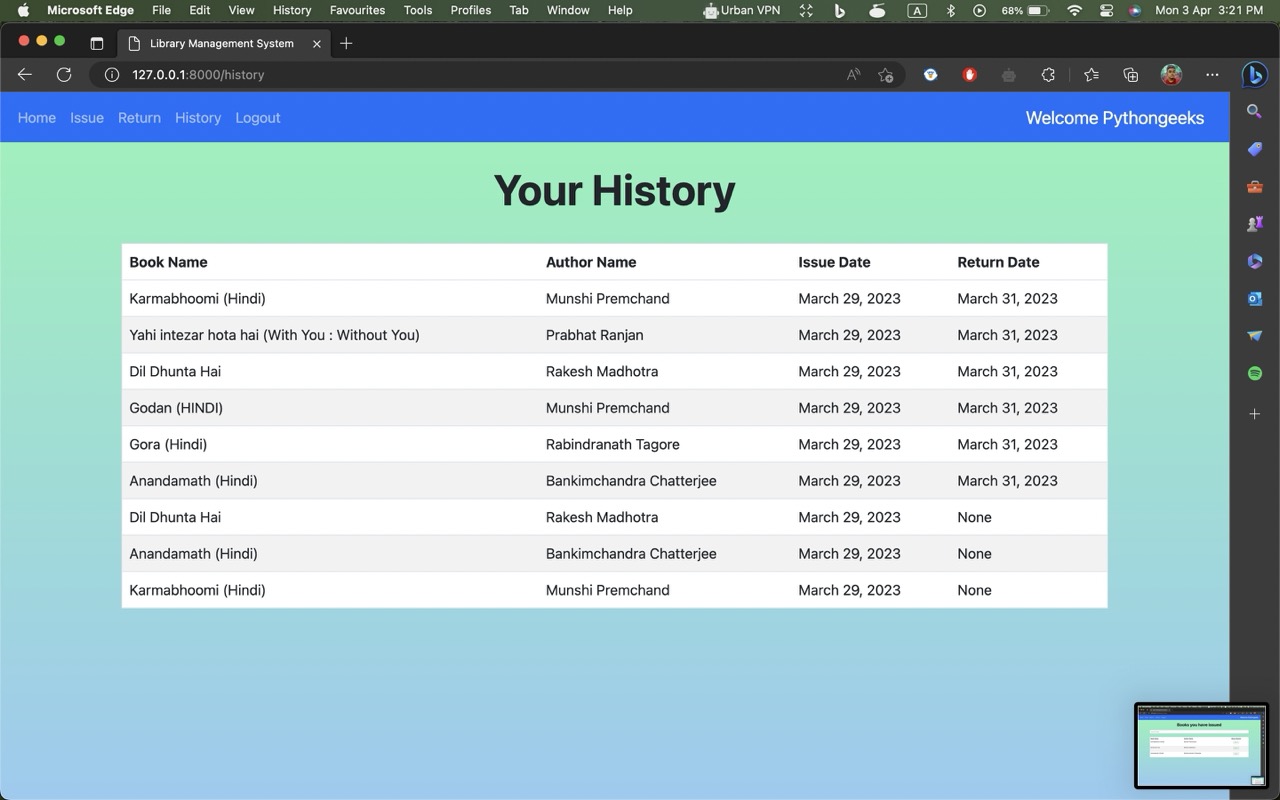 Microsoft Edge File Edit View History Favourites Tools Profiles Tab Window Help Urban VPN A 68% Mon 3 Apr 3:21 PM
Library Management System
127.0.0.1:8000/history
Home Issue Return History Logout Welcome Pythongeeks
Your History
Book Name Author Name Issue Date Return Date
Karmabhoomi (Hindi) Munshi Premchand March 29, 2023 March 31, 2023
Yahi intezar hota hai (With You : Without You) Prabhat Ranjan March 29, 2023 March 31, 2023
Dil Dhunta Hai Rakesh Madhotra March 29, 2023 March 31, 2023
Godan (HINDI) Munshi Premchand March 29, 2023 March 31, 2023
Gora (Hindi) Rabindranath Tagore March 29, 2023 March 31, 2023
Anandamath (Hindi) Bankimchandra Chatterjee March 29, 2023 March 31, 2023
Dil Dhunta Hai Rakesh Madhotra March 29, 2023 None
Anandamath (Hindi) Bankimchandra Chatterjee March 29, 2023 None
Karmabhoomi (Hindi) Munshi Premchand March 29, 2023 None
Books you have issued